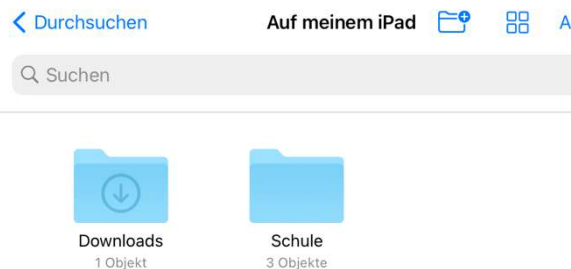 Durchsuchen Auf meinem iPad A
Suchen
Downloads Schule
1 Objekt 3 Objekte